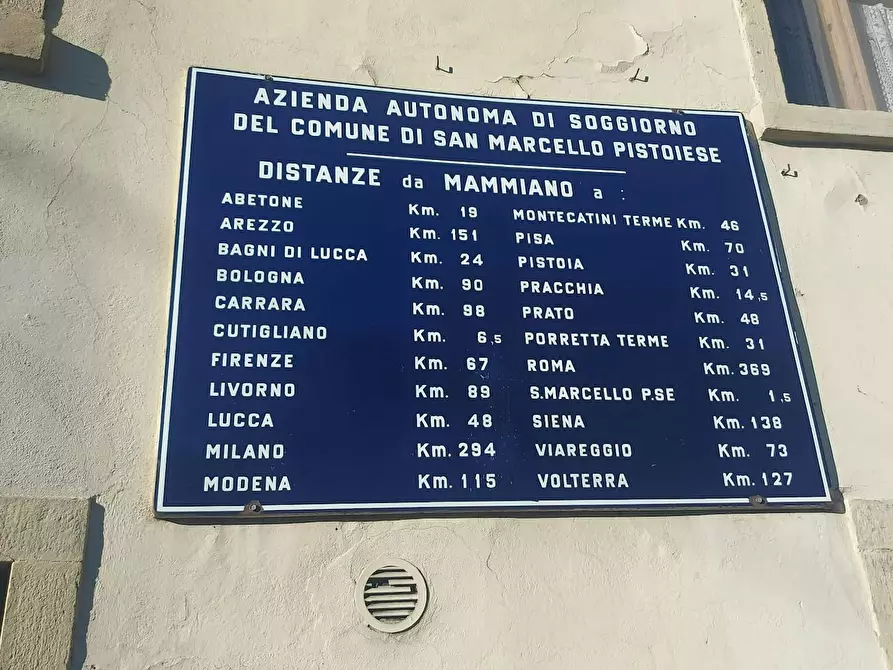 AZIENDA AUTONOMA DI SOGGIORNO
DEL COMUNE DI SAN MARCELLO PISTOIESE
DISTANZE da MAMMIANO a :
ABETONE Km. 19
AREZZO Km. 151
BAGNI DI LUCCA Km. 24
BOLOGNA Km. 90
CARRARA Km. 98
CUTIGLIANO Km. 6,5
FIRENZE Km. 67
LIVORNO Km. 89
LUCCA Km. 48
MILANO Km. 294
MODENA Km. 115
MONTECATINI TERME Km. 46
PISA Km. 70
PISTOIA Km. 31
PRACCHIA Km. 14,5
PRATO Km. 48
PORRETTA TERME Km. 31
ROMA Km. 369
S.MARCELLO P.SE Km. 1,5
SIENA Km. 138
VIAREGGIO Km. 73
VOLTERRA Km. 127